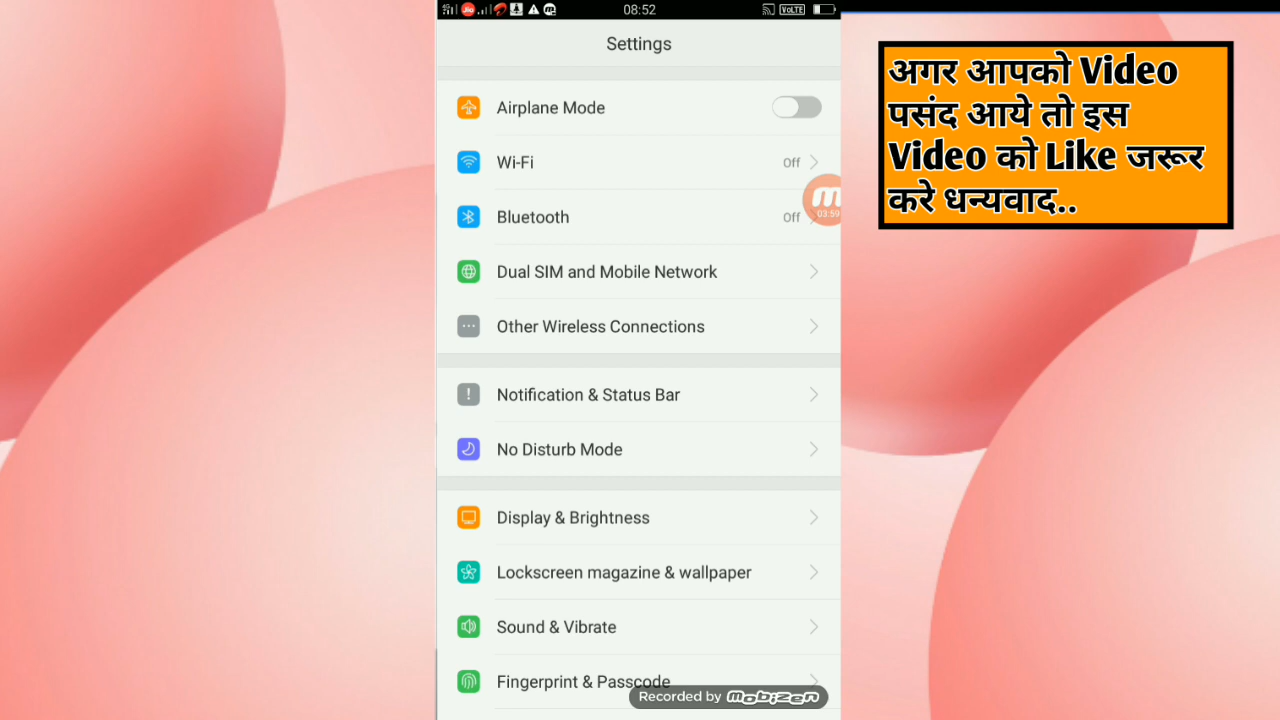 4G
Jio
08:52
VoLTE
Settings
Airplane Mode
Wi-Fi
Off
03:59
Bluetooth
Off
Dual SIM and Mobile Network
Other Wireless Connections
Notification & Status Bar
No Disturb Mode
Display & Brightness
Lockscreen magazine & wallpaper
Sound & Vibrate
Fingerprint & Passcode
Recorded by mobizen
अगर आपको Video
पसंद आये तो इस
Video को Like जरूर
करे धन्यवाद..